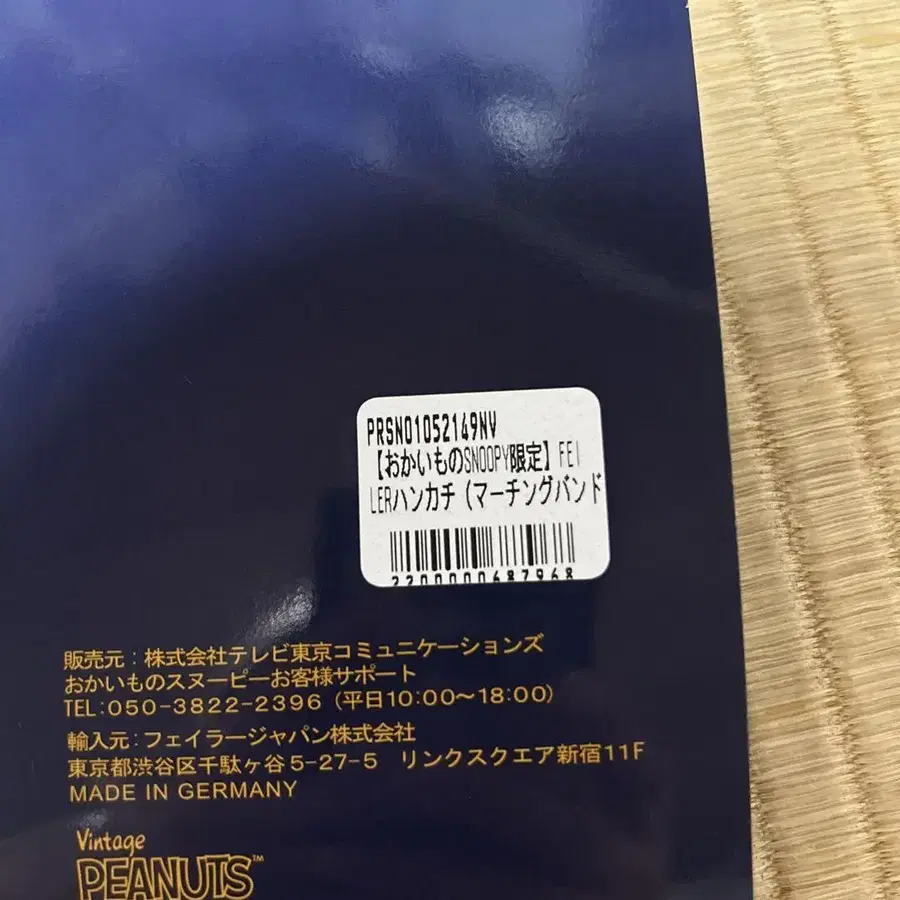 PRSN01052149NV
【おかいものSNOOPY限定】FEI
LERハンカチ（マーチングバンド
2200000687968
販売元：株式会社テレビ東京コミュニケーションズ
おかいものスヌーピーお客様サポート
TEL:050-3822-2396（平日10:00〜18:00）
輸入元：フェイラージャパン株式会社
東京都渋谷区千駄ヶ谷5-27-5 リンクスクエア新宿11F
MADE IN GERMANY
Vintage
PEANUTS™